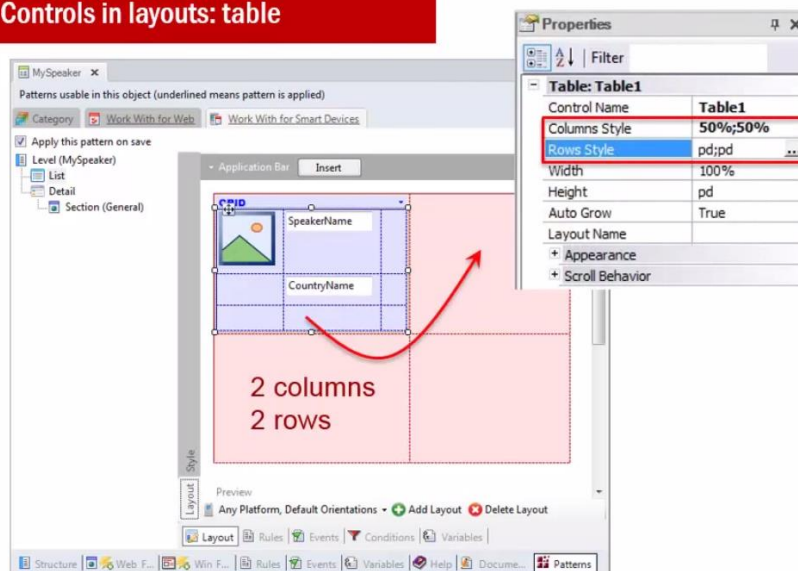 Controls in layouts: table
MySpeaker x
Patterns usable in this object (underlined means pattern is applied)
Category Work With for Web Work With for Smart Devices
Apply this pattern on save
Level (MySpeaker)
List
Detail
Section (General)
Application Bar Insert
GRID
SpeakerName
CountryName
2 columns
2 rows
Style
Layout
Preview
Any Platform, Default Orientations Add Layout Delete Layout
Layout Rules Events Conditions Variables
Structure Web F... Win F... Rules Events Variables Help Docume... Patterns
Properties
Filter
Table: Table1
Control Name Table1
Columns Style 50%;50%
Rows Style pd;pd ...
Width 100%
Height pd
Auto Grow True
Layout Name
Appearance
Scroll Behavior